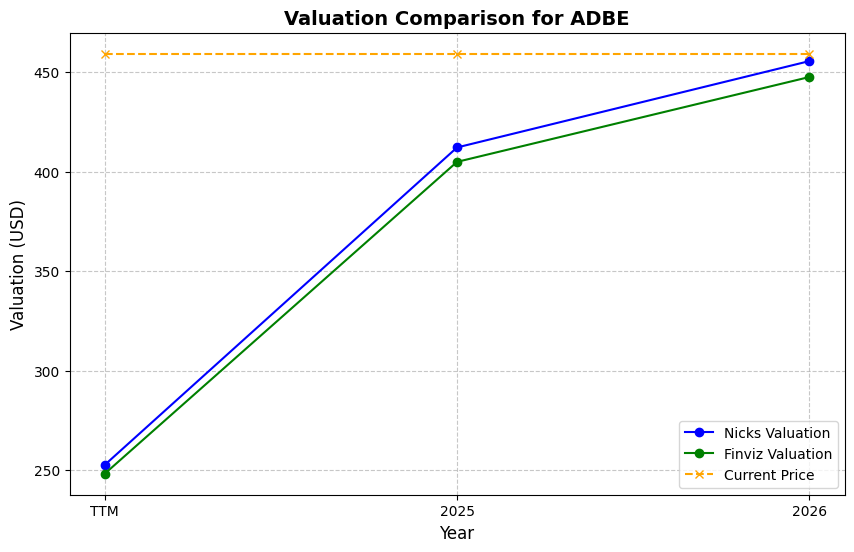 Valuation Comparison for ADBE
Valuation (USD)
450
400
350
300
250
TTM
2025
2026
Year
Nicks Valuation
Finviz Valuation
Current Price